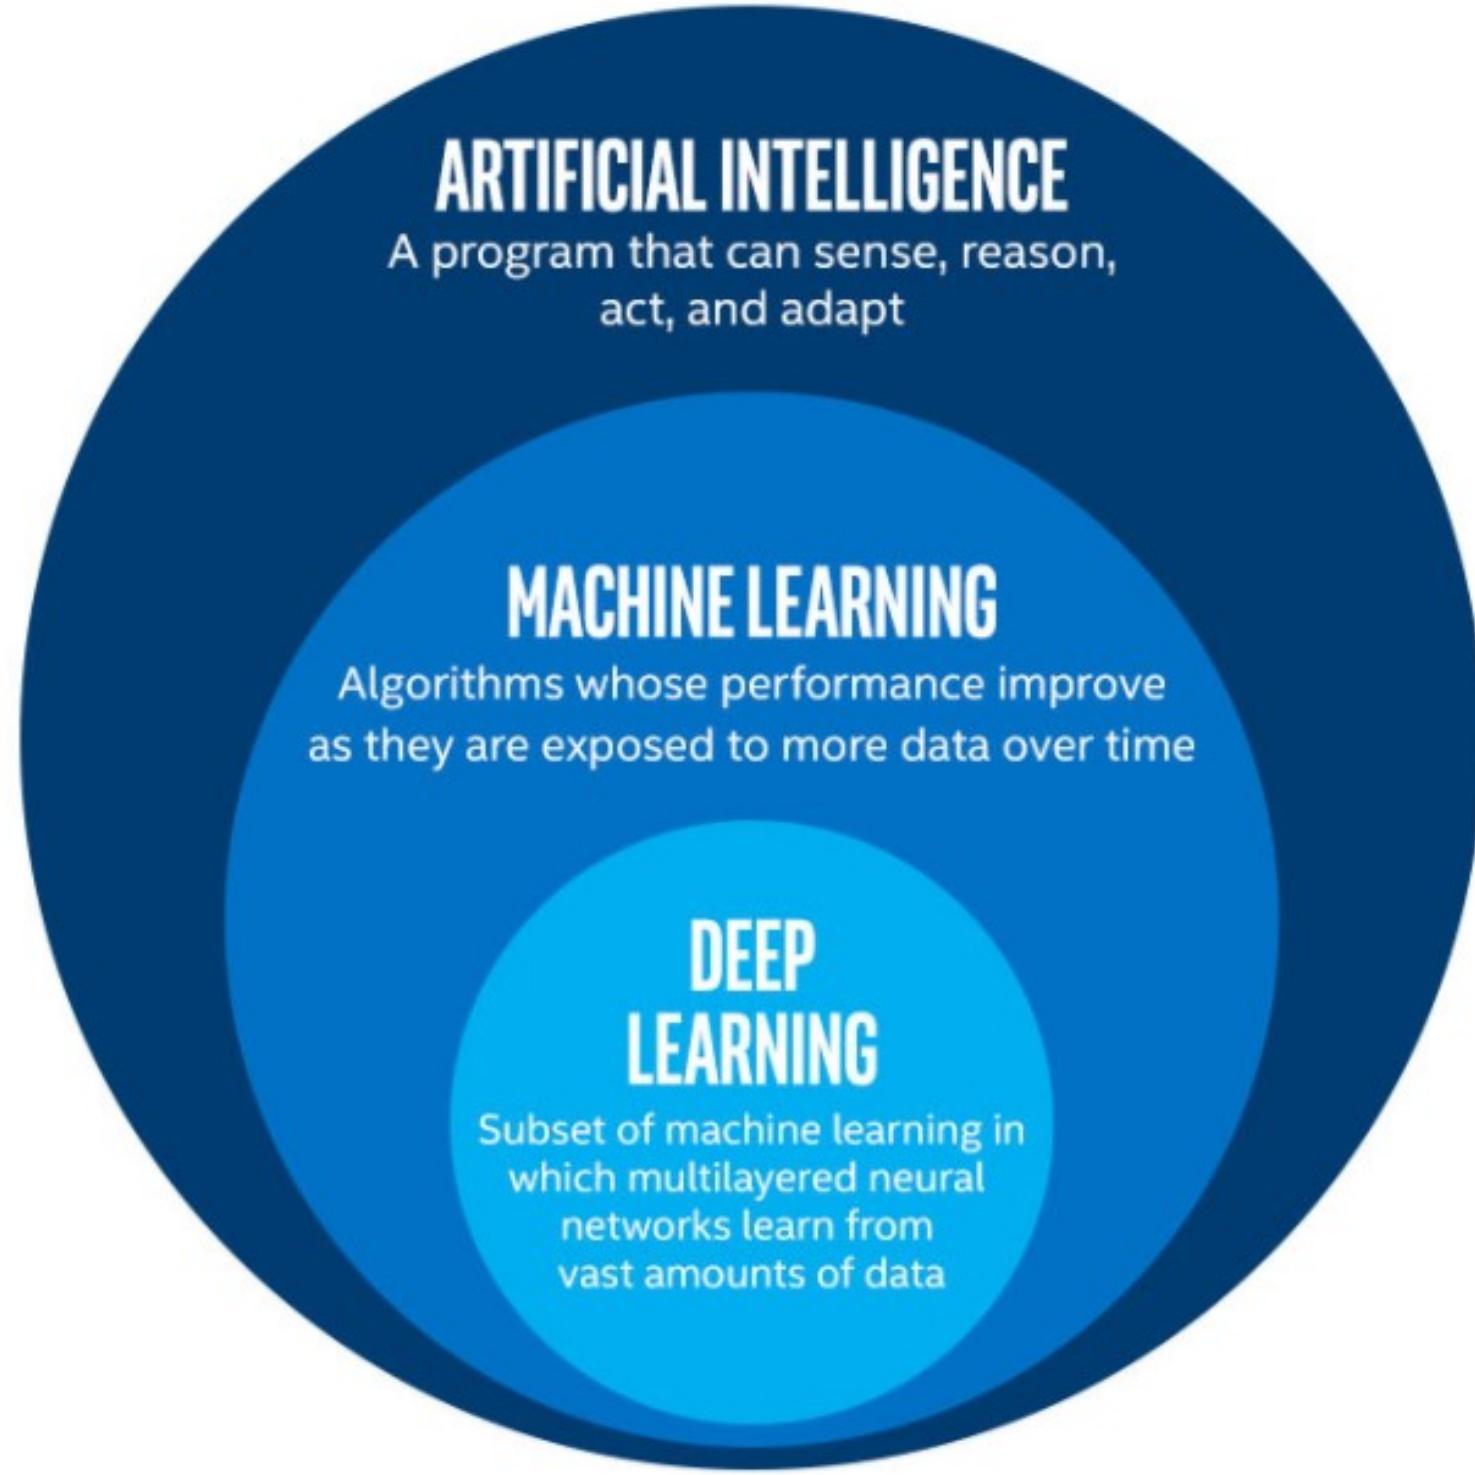 ARTIFICIAL INTELLIGENCE
A program that can sense, reason,
act, and adapt
MACHINE LEARNING
Algorithms whose performance improve
as they are exposed to more data over time
DEEP
LEARNING
Subset of machine learning in
which multilayered neural
networks learn from
vast amounts of data